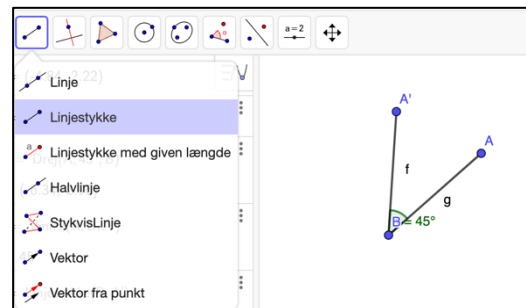 a=2
Linje
Linjestykke
a
Linjestykke med given længde
Halvlinje
StykvisLinje
Vektor
Vektor fra punkt
A'
A
f
g
B = 45°